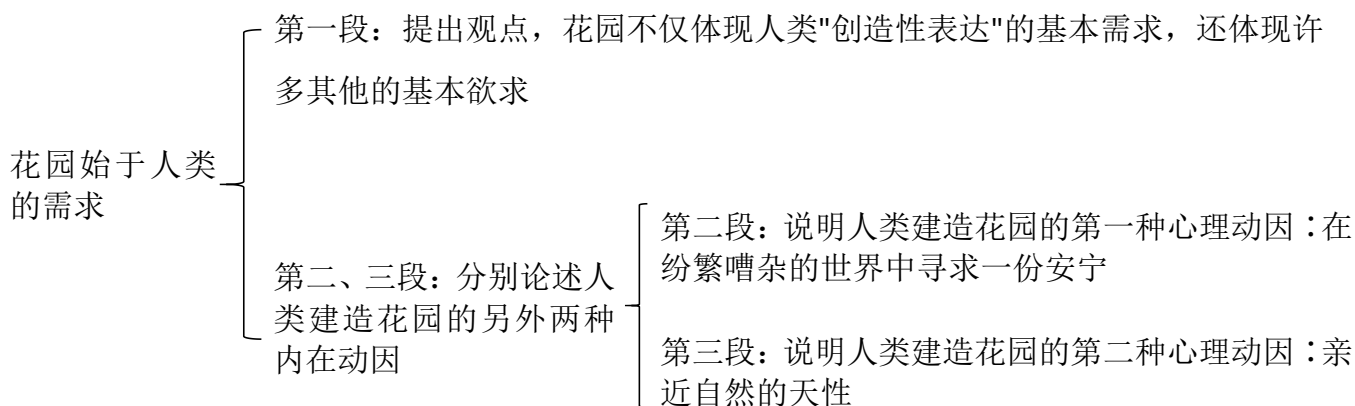 第一段：提出观点，花园不仅体现人类"创造性表达"的基本需求，还体现许
多其他的基本欲求
花园始于人类
的需求
第二、三段：分别论述人
类建造花园的另外两种
内在动因
第二段：说明人类建造花园的第一种心理动因：在
纷繁嘈杂的世界中寻求一份安宁
第三段：说明人类建造花园的第二种心理动因：亲
近自然的天性